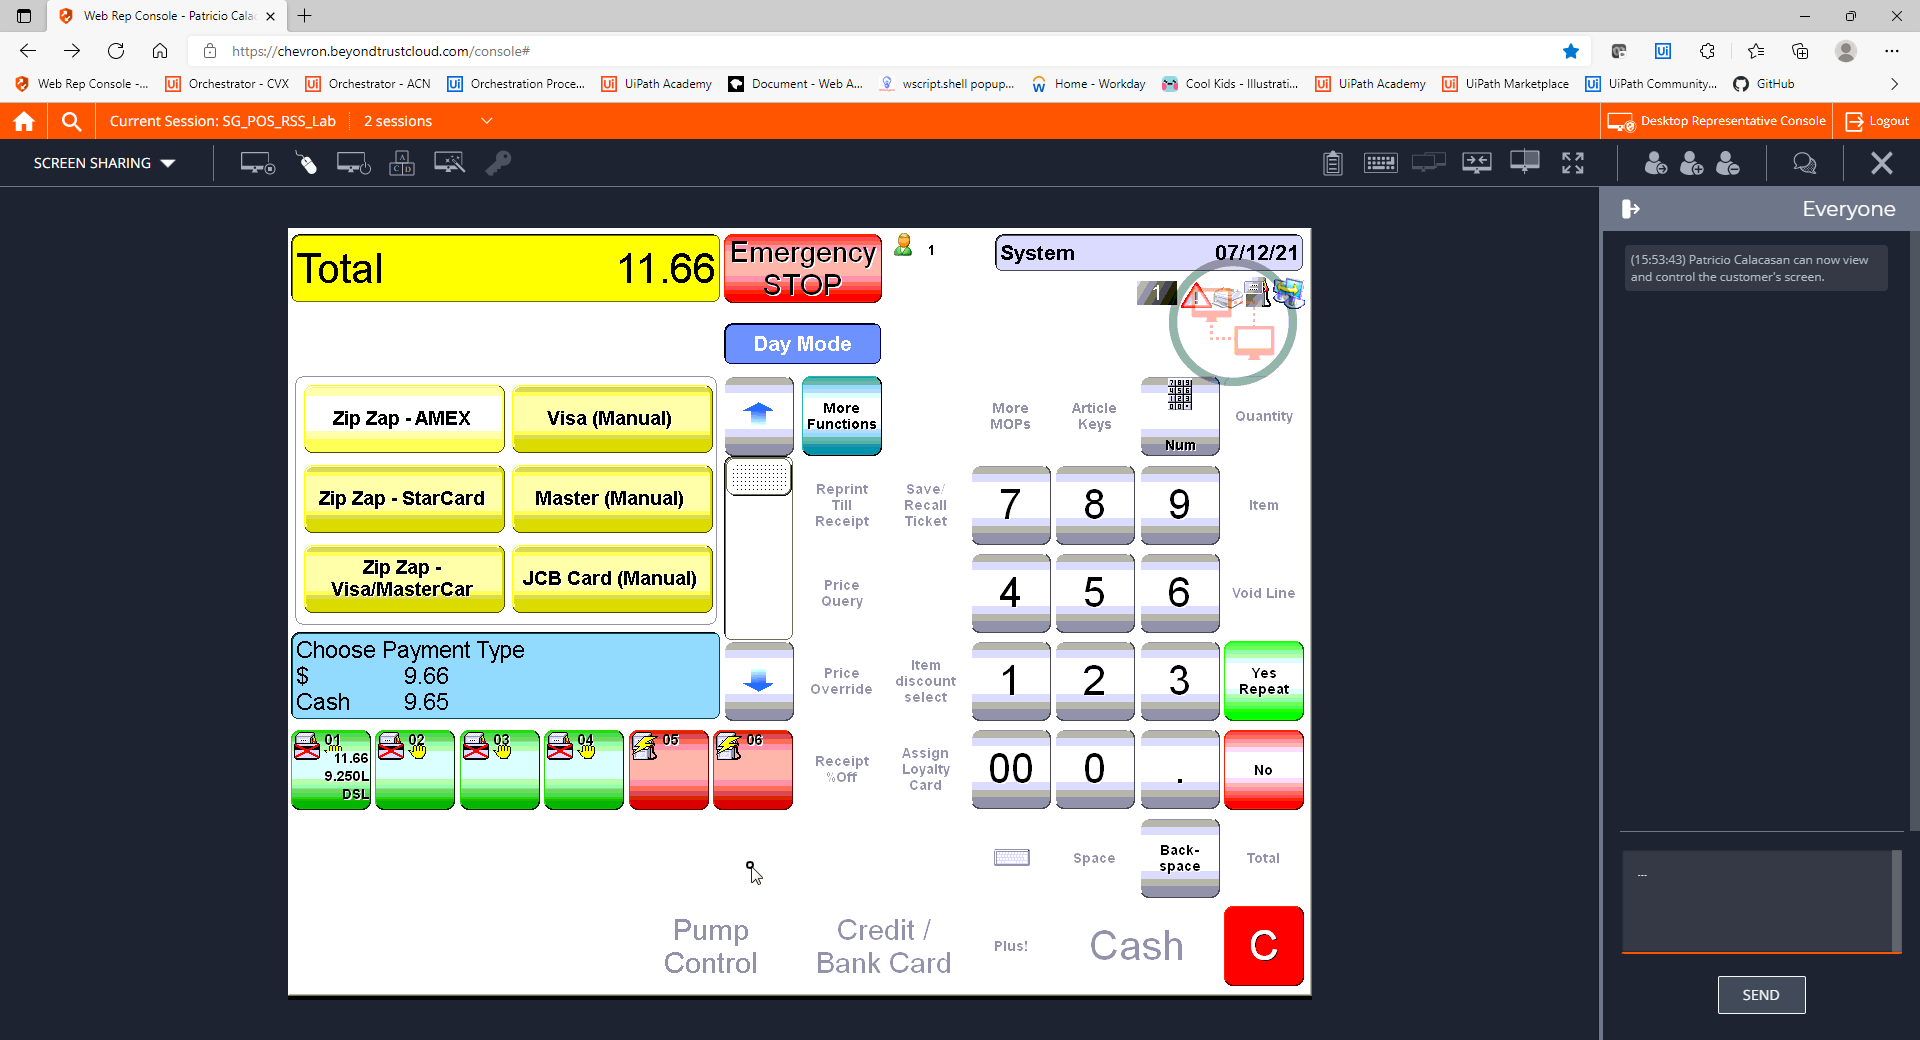 Web Rep Console - Patricio Cala
https://chevron.beyondtrustcloud.com/console#
Web Rep Console -...
Orchestrator - CVX
Orchestrator - ACN
Orchestration Proce...
UiPath Academy
Document - Web A...
wscript.shell popup...
Home - Workday
Cool Kids - Illustrati...
UiPath Academy
UiPath Marketplace
UiPath Community...
GitHub
Current Session: SG_POS_RSS_Lab
2 sessions
Desktop Representative Console
Logout
SCREEN SHARING
Everyone
(15:53:43) Patricio Calacasan can now view
and control the customer's screen.
Total 11.66
Emergency
STOP
1
System 07/12/21
1
Day Mode
Zip Zap - AMEX
Visa (Manual)
More
Functions
More
MOPs
Article
Keys
Num
Quantity
Zip Zap - StarCard
Master (Manual)
Reprint
Till
Receipt
Save/
Recall
Ticket
7
8
9
Item
Zip Zap -
Visa/MasterCar
JCB Card (Manual)
Price
Query
4
5
6
Void Line
Choose Payment Type
$ 9.66
Cash 9.65
Price
Override
Item
discount
select
1
2
3
Yes
Repeat
01
11.66
9.250L
DSL
02
03
04
05
06
Receipt
%Off
Assign
Loyalty
Card
00
0
.
No
Space
Back-
space
Total
Pump
Control
Credit /
Bank Card
Plus!
Cash
C
...
SEND